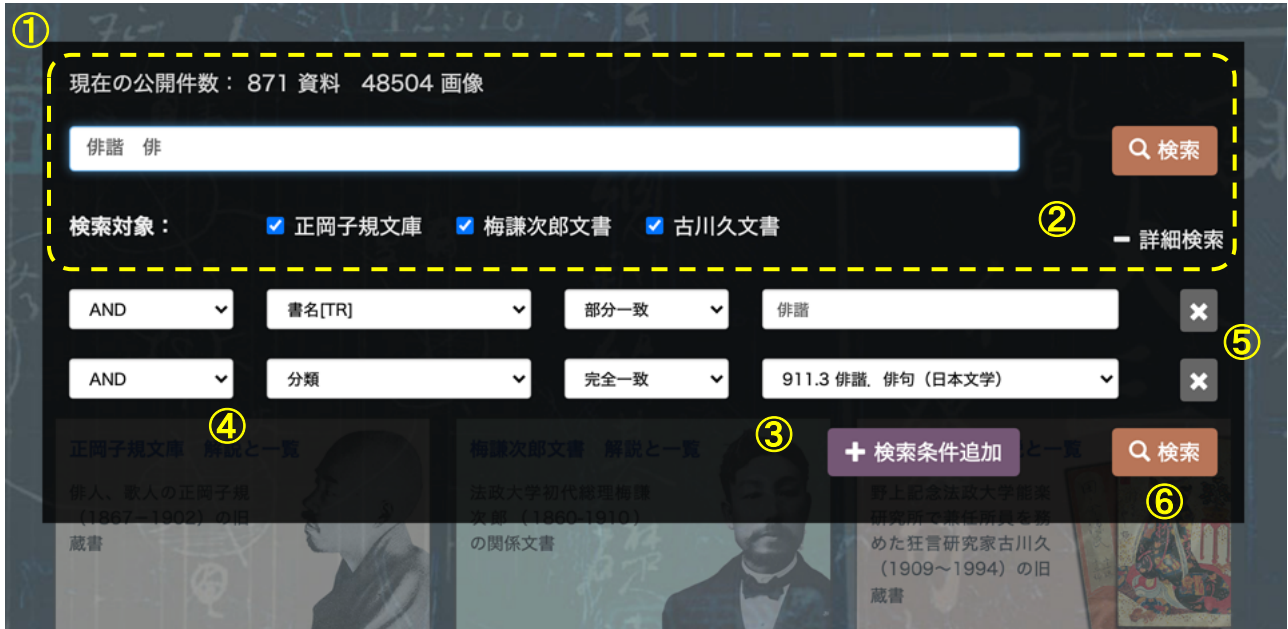 ①
現在の公開件数： 871 資料　48504 画像
俳諧　俳
検索
検索対象：
正岡子規文庫
梅謙次郎文書
古川久文書
②
詳細検索
AND
書名[TR]
部分一致
俳諧
⑤
AND
分類
完全一致
911.3 俳諧．俳句（日本文学）
④
③
検索条件追加
検索
⑥
正岡子規文庫　解説と一覧
俳人、歌人の正岡子規
（1867－1902）の旧
蔵書
梅謙次郎文書　解説と一覧
法政大学初代総理梅謙
次郎（1860-1910）
の関係文書
と一覧
野上記念法政大学能楽
研究所で兼任所員を務
めた狂言研究家古川久
（1909〜1994）の旧
蔵書